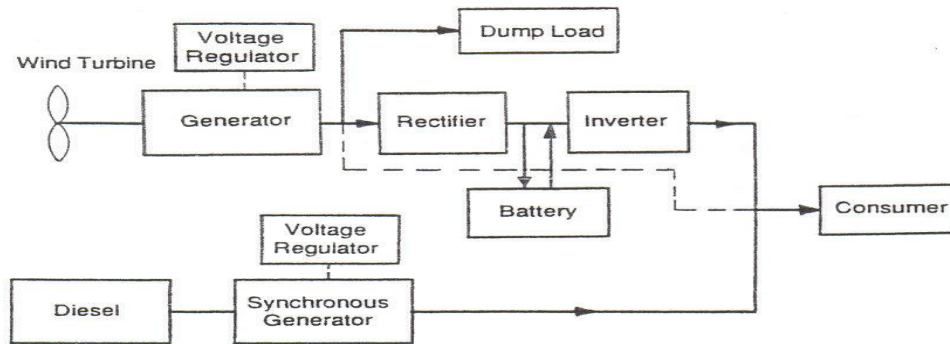 Voltage
Regulator
Dump Load
Wind Turbine
Generator
Rectifier
Inverter
Battery
Consumer
Voltage
Regulator
Diesel
Synchronous
Generator